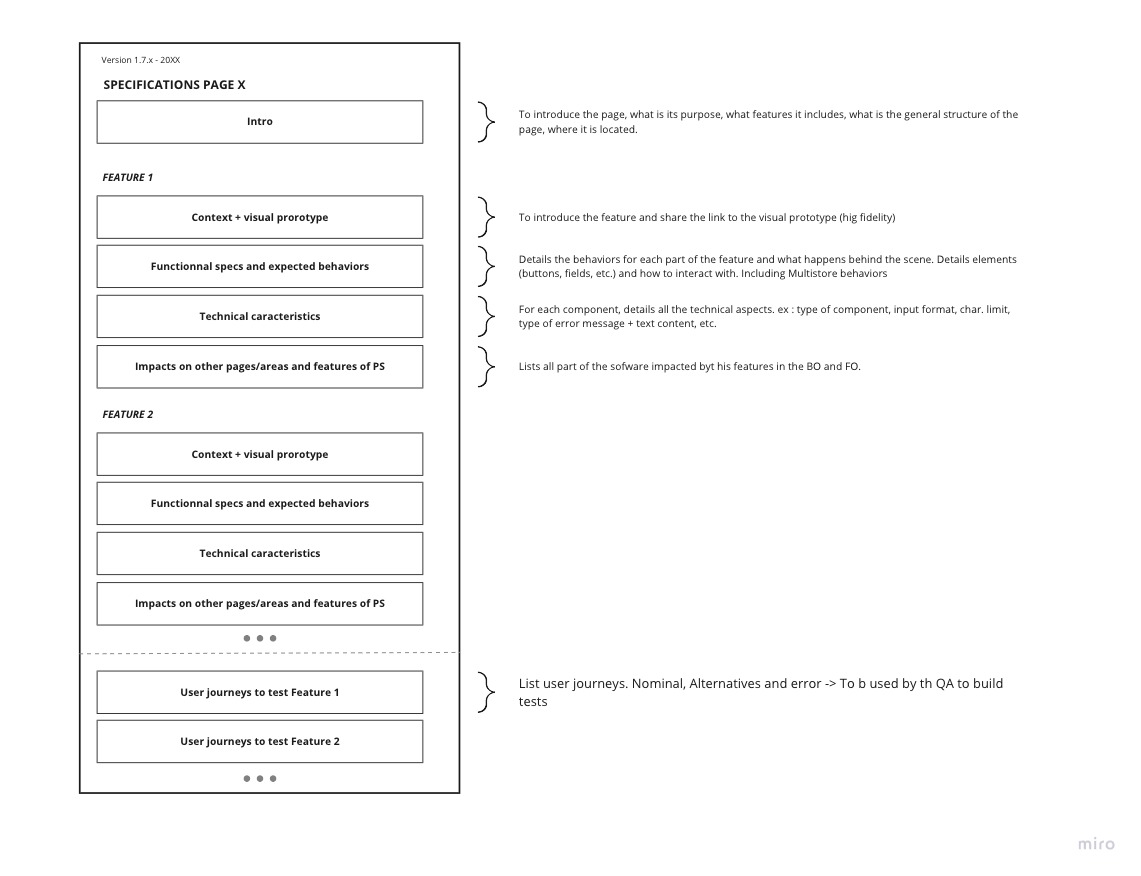 Version 1.7.x - 20XX
SPECIFICATIONS PAGE X
Intro
To introduce the page, what is its purpose, what features it includes, what is the general structure of the
page, where it is located.
FEATURE 1
Context + visual prorotype
To introduce the feature and share the link to the visual prototype (hig fidelity)
Functionnal specs and expected behaviors
Details the behaviors for each part of the feature and what happens behind the scene. Details elements
(buttons, fields, etc.) and how to interact with. Including Multistore behaviors
Technical caracteristics
For each component, details all the technical aspects. ex : type of component, input format, char. limit,
type of error message + text content, etc.
Impacts on other pages/areas and features of PS
Lists all part of the sofware impacted byt his features in the BO and FO.
FEATURE 2
Context + visual prorotype
Functionnal specs and expected behaviors
Technical caracteristics
Impacts on other pages/areas and features of PS
User journeys to test Feature 1
List user journeys. Nominal, Alternatives and error -> To b used by th QA to build
tests
User journeys to test Feature 2
miro